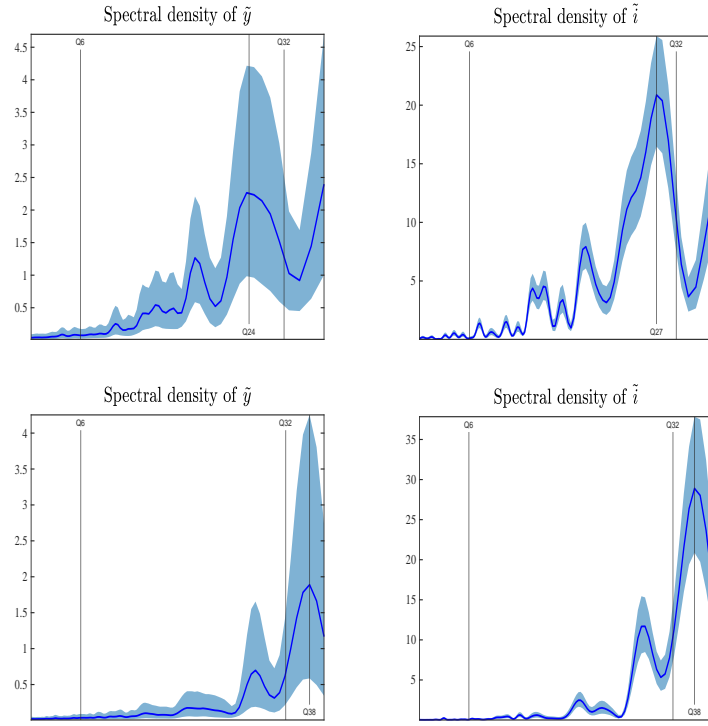 Spectral density of ỹ
4.5
4
3.5
3
2.5
2
1.5
1
0.5
Q6
Q32
Q24
Spectral density of ĩ
25
20
15
10
5
Q6
Q32
Q27
Spectral density of ỹ
4
3.5
3
2.5
2
1.5
1
0.5
Q6
Q32
Q38
Spectral density of ĩ
35
30
25
20
15
10
5
Q6
Q32
Q38